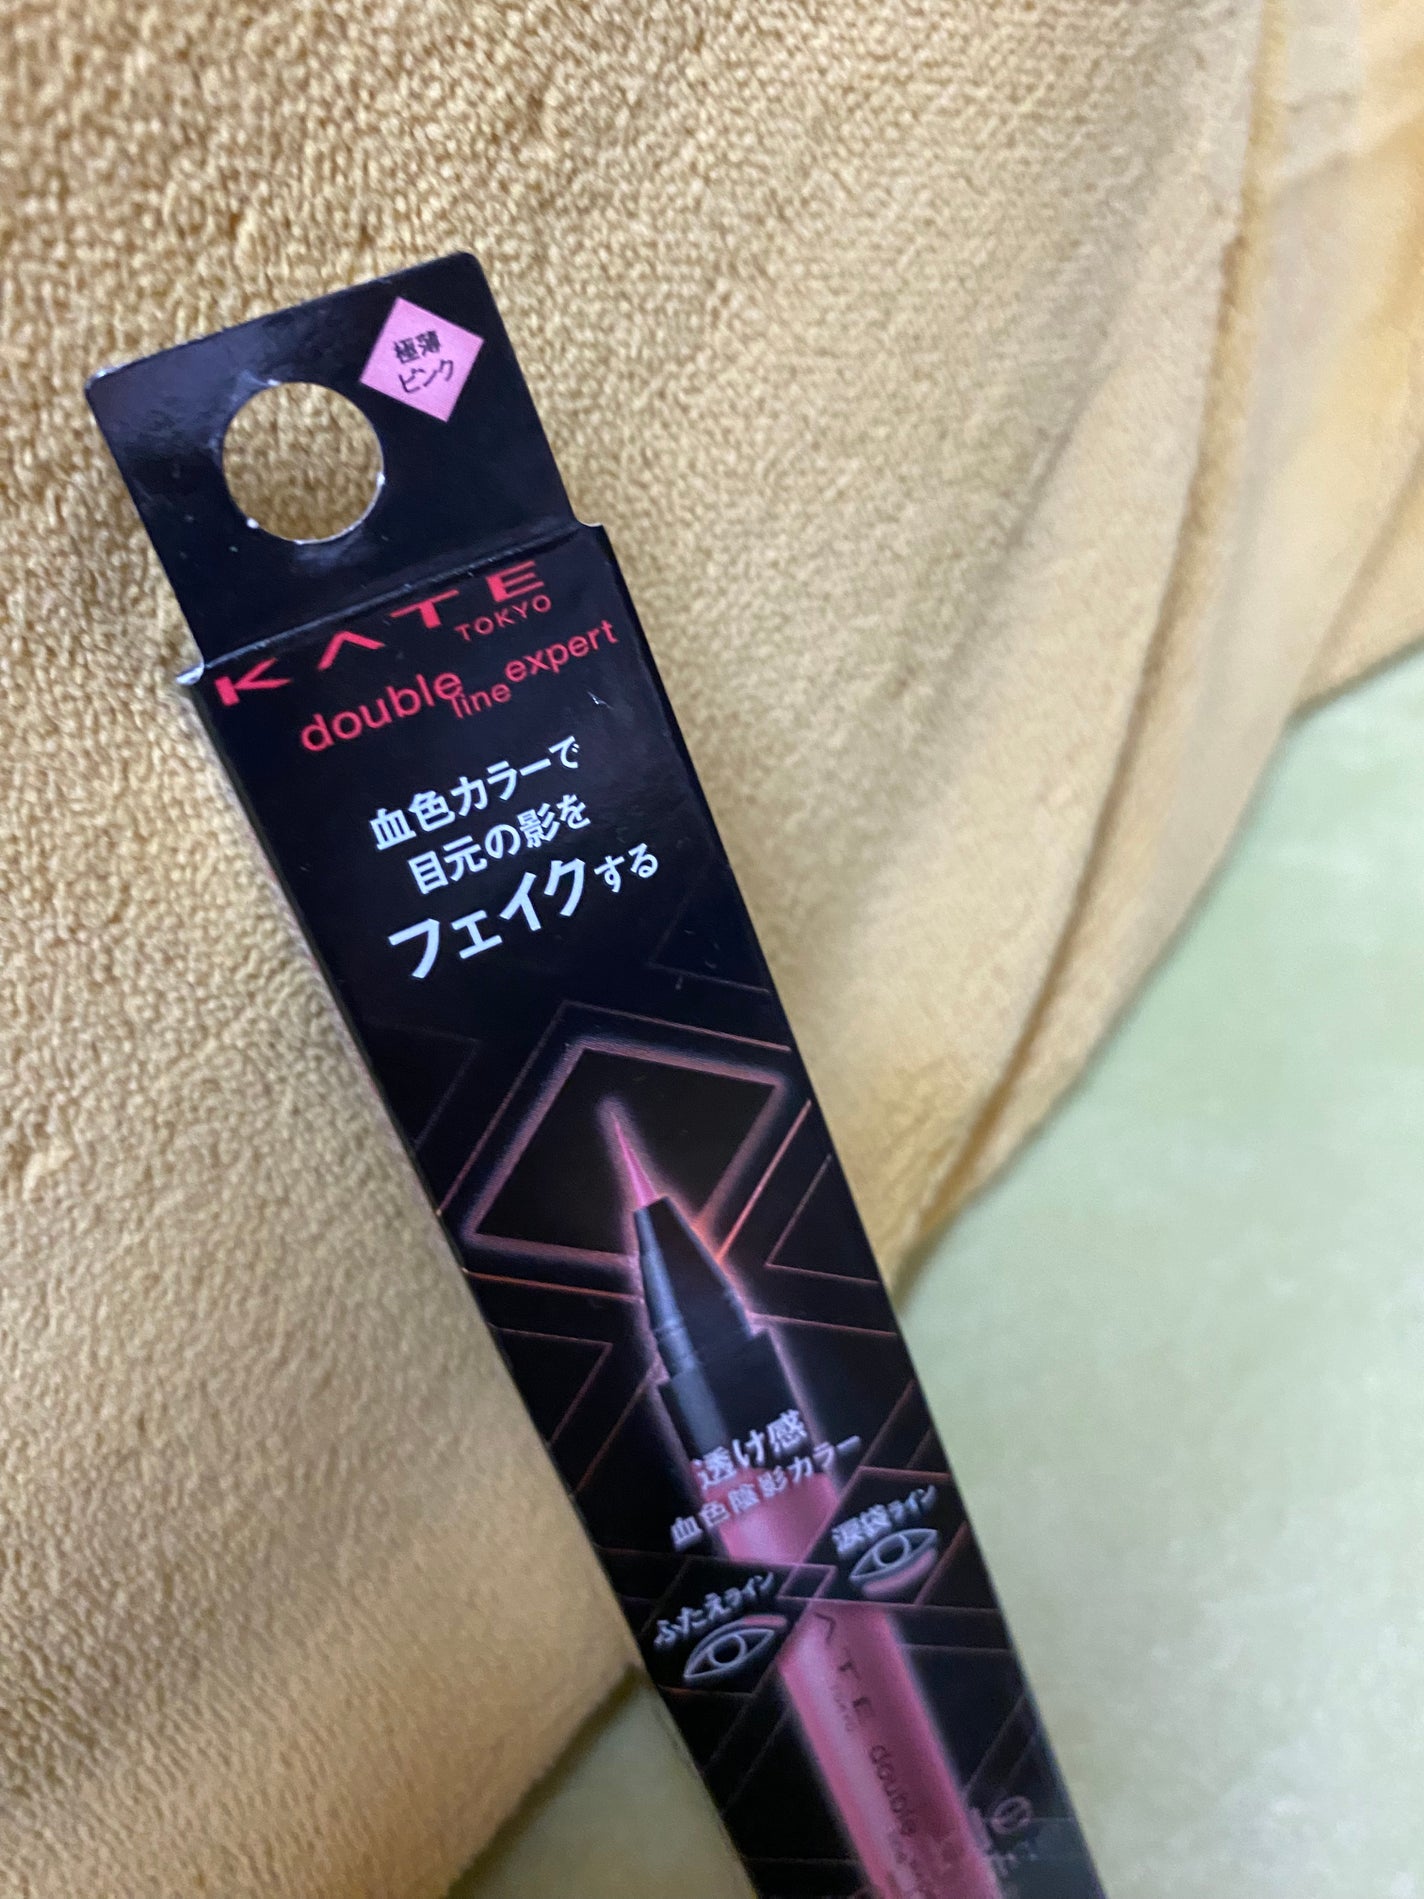 極薄
ピンク
KATE
TOKYO
double line expert
血色カラーで
目元の影を
フェイクする
透け感
血色陰影カラー
涙袋ライン
ふたえライン
double